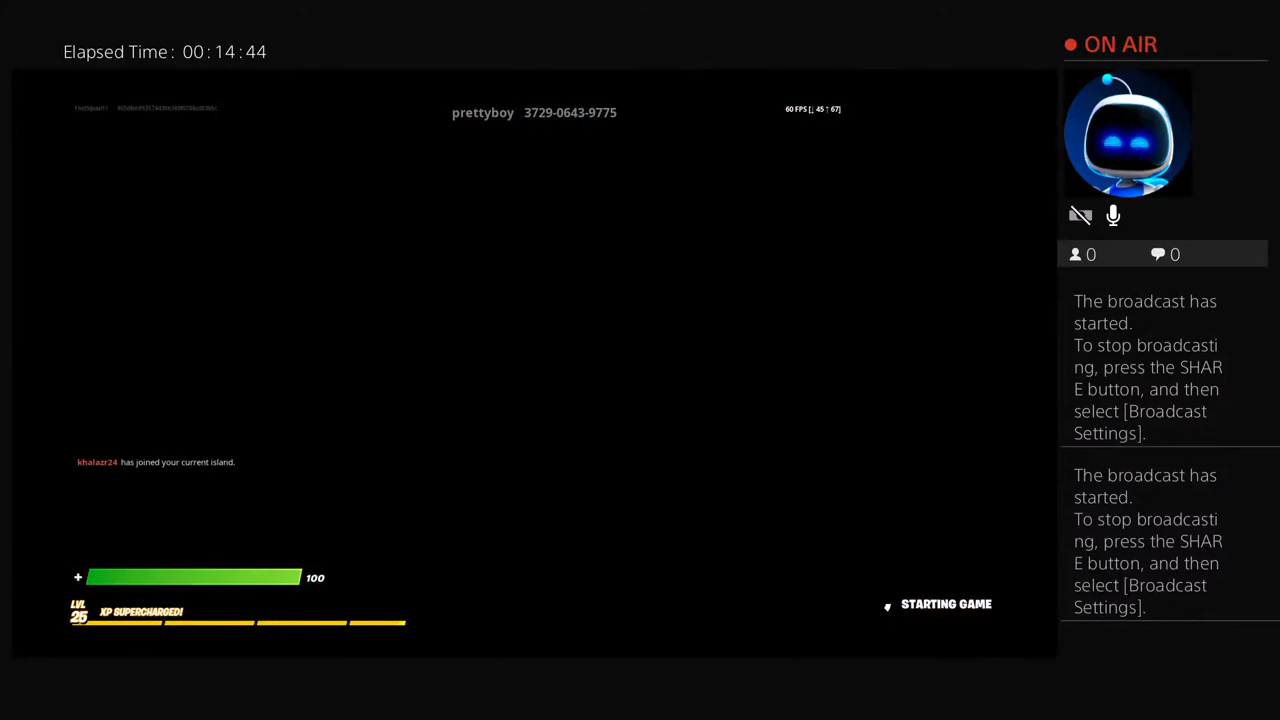 Elapsed Time: 00:14:44
ON AIR
prettyboy 3729-0643-9775
60 FPS [↓ 45 ↑ 67]
0 0
The broadcast has
started.
To stop broadcasti
ng, press the SHAR
E button, and then
select [Broadcast
Settings].
khalazr24 has joined your current island.
The broadcast has
started.
To stop broadcasti
ng, press the SHAR
E button, and then
select [Broadcast
Settings].
+ 100
LVL
25
XP SUPERCHARGED!
STARTING GAME